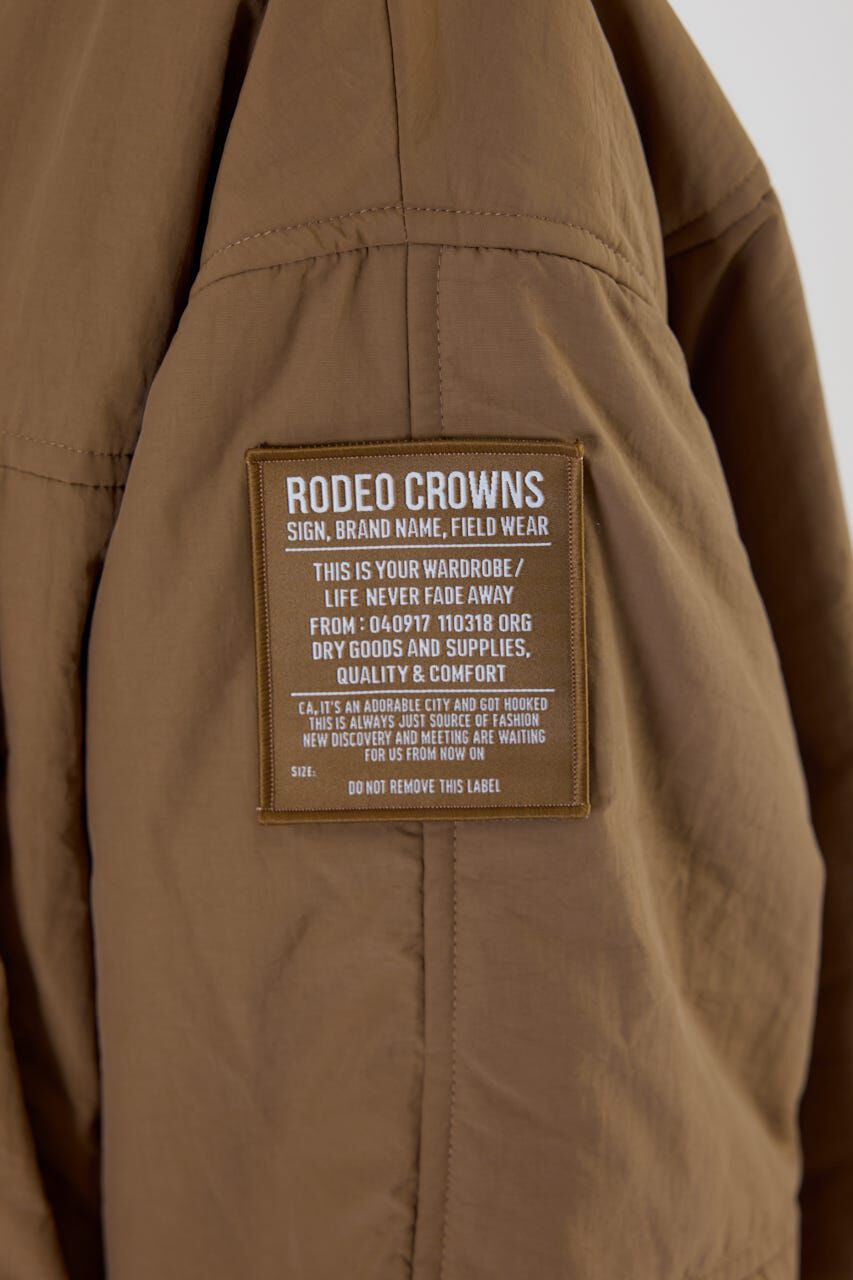 RODEO CROWNS
SIGN, BRAND NAME, FIELD WEAR
THIS IS YOUR WARDROBE/
LIFE NEVER FADE AWAY
FROM: 040917 110318 ORG
DRY GOODS AND SUPPLIES,
QUALITY & COMFORT
CA, IT'S AN ADORABLE CITY AND GOT HOOKED
THIS IS ALWAYS JUST SOURCE OF FASHION
NEW DISCOVERY AND MEETING ARE WAITING
FOR US FROM NOW ON
SIZE:
DO NOT REMOVE THIS LABEL